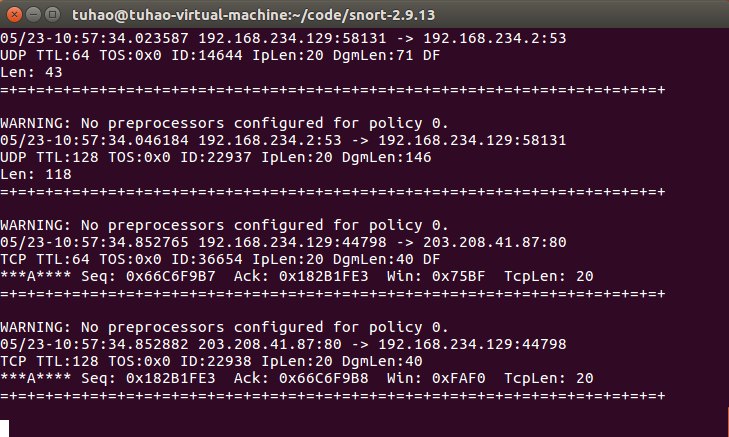 tuhao@tuhao-virtual-machine:~/code/snort-2.9.13
05/23-10:57:34.023587 192.168.234.129:58131 -> 192.168.234.2:53
UDP TTL:64 TOS:0x0 ID:14644 IpLen:20 DgmLen:71 DF
Len: 43
=+=+=+=+=+=+=+=+=+=+=+=+=+=+=+=+=+=+=+=+=+=+=+=+=+=+=+=+=+=+=+=+=+=+=+=+=+
WARNING: No preprocessors configured for policy 0.
05/23-10:57:34.046184 192.168.234.2:53 -> 192.168.234.129:58131
UDP TTL:128 TOS:0x0 ID:22937 IpLen:20 DgmLen:146
Len: 118
=+=+=+=+=+=+=+=+=+=+=+=+=+=+=+=+=+=+=+=+=+=+=+=+=+=+=+=+=+=+=+=+=+=+=+=+=+
WARNING: No preprocessors configured for policy 0.
05/23-10:57:34.852765 192.168.234.129:44798 -> 203.208.41.87:80
TCP TTL:64 TOS:0x0 ID:36654 IpLen:20 DgmLen:40 DF
***A**** Seq: 0x66C6F9B7  Ack: 0x182B1FE3  Win: 0x75BF  TcpLen: 20
=+=+=+=+=+=+=+=+=+=+=+=+=+=+=+=+=+=+=+=+=+=+=+=+=+=+=+=+=+=+=+=+=+=+=+=+=+
WARNING: No preprocessors configured for policy 0.
05/23-10:57:34.852882 203.208.41.87:80 -> 192.168.234.129:44798
TCP TTL:128 TOS:0x0 ID:22938 IpLen:20 DgmLen:40
***A**** Seq: 0x182B1FE3  Ack: 0x66C6F9B8  Win: 0xFAF0  TcpLen: 20
=+=+=+=+=+=+=+=+=+=+=+=+=+=+=+=+=+=+=+=+=+=+=+=+=+=+=+=+=+=+=+=+=+=+=+=+=+